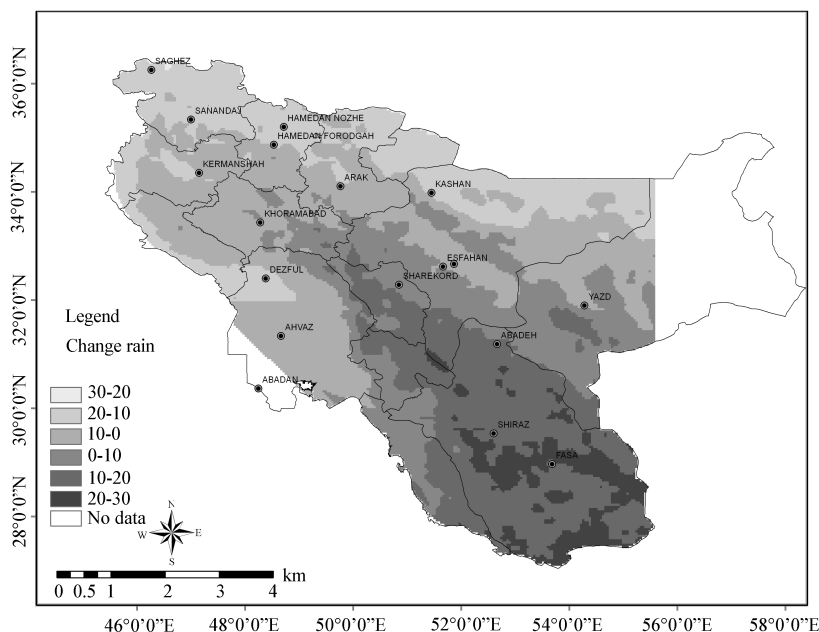 36°0'0"N
34°0'0"N
32°0'0"N
30°0'0"N
28°0'0"N
SAGHEZ
SANANDAJ
HAMEDAN NOZHE
HAMEDAN FORODGAH
KERMANSHAH
ARAK
KASHAN
KHORAMABAD
ESFAHAN
DEZFUL
SHAREKORD
YAZD
AHVAZ
ABADEH
ABADAN
SHIRAZ
FASA
Legend
Change rain
30-20
20-10
10-0
0-10
10-20
20-30
No data
N
W E
S
km
0 0.5 1 2 3 4
46°0'0"E 48°0'0"E 50°0'0"E 52°0'0"E 54°0'0"E 56°0'0"E 58°0'0"E